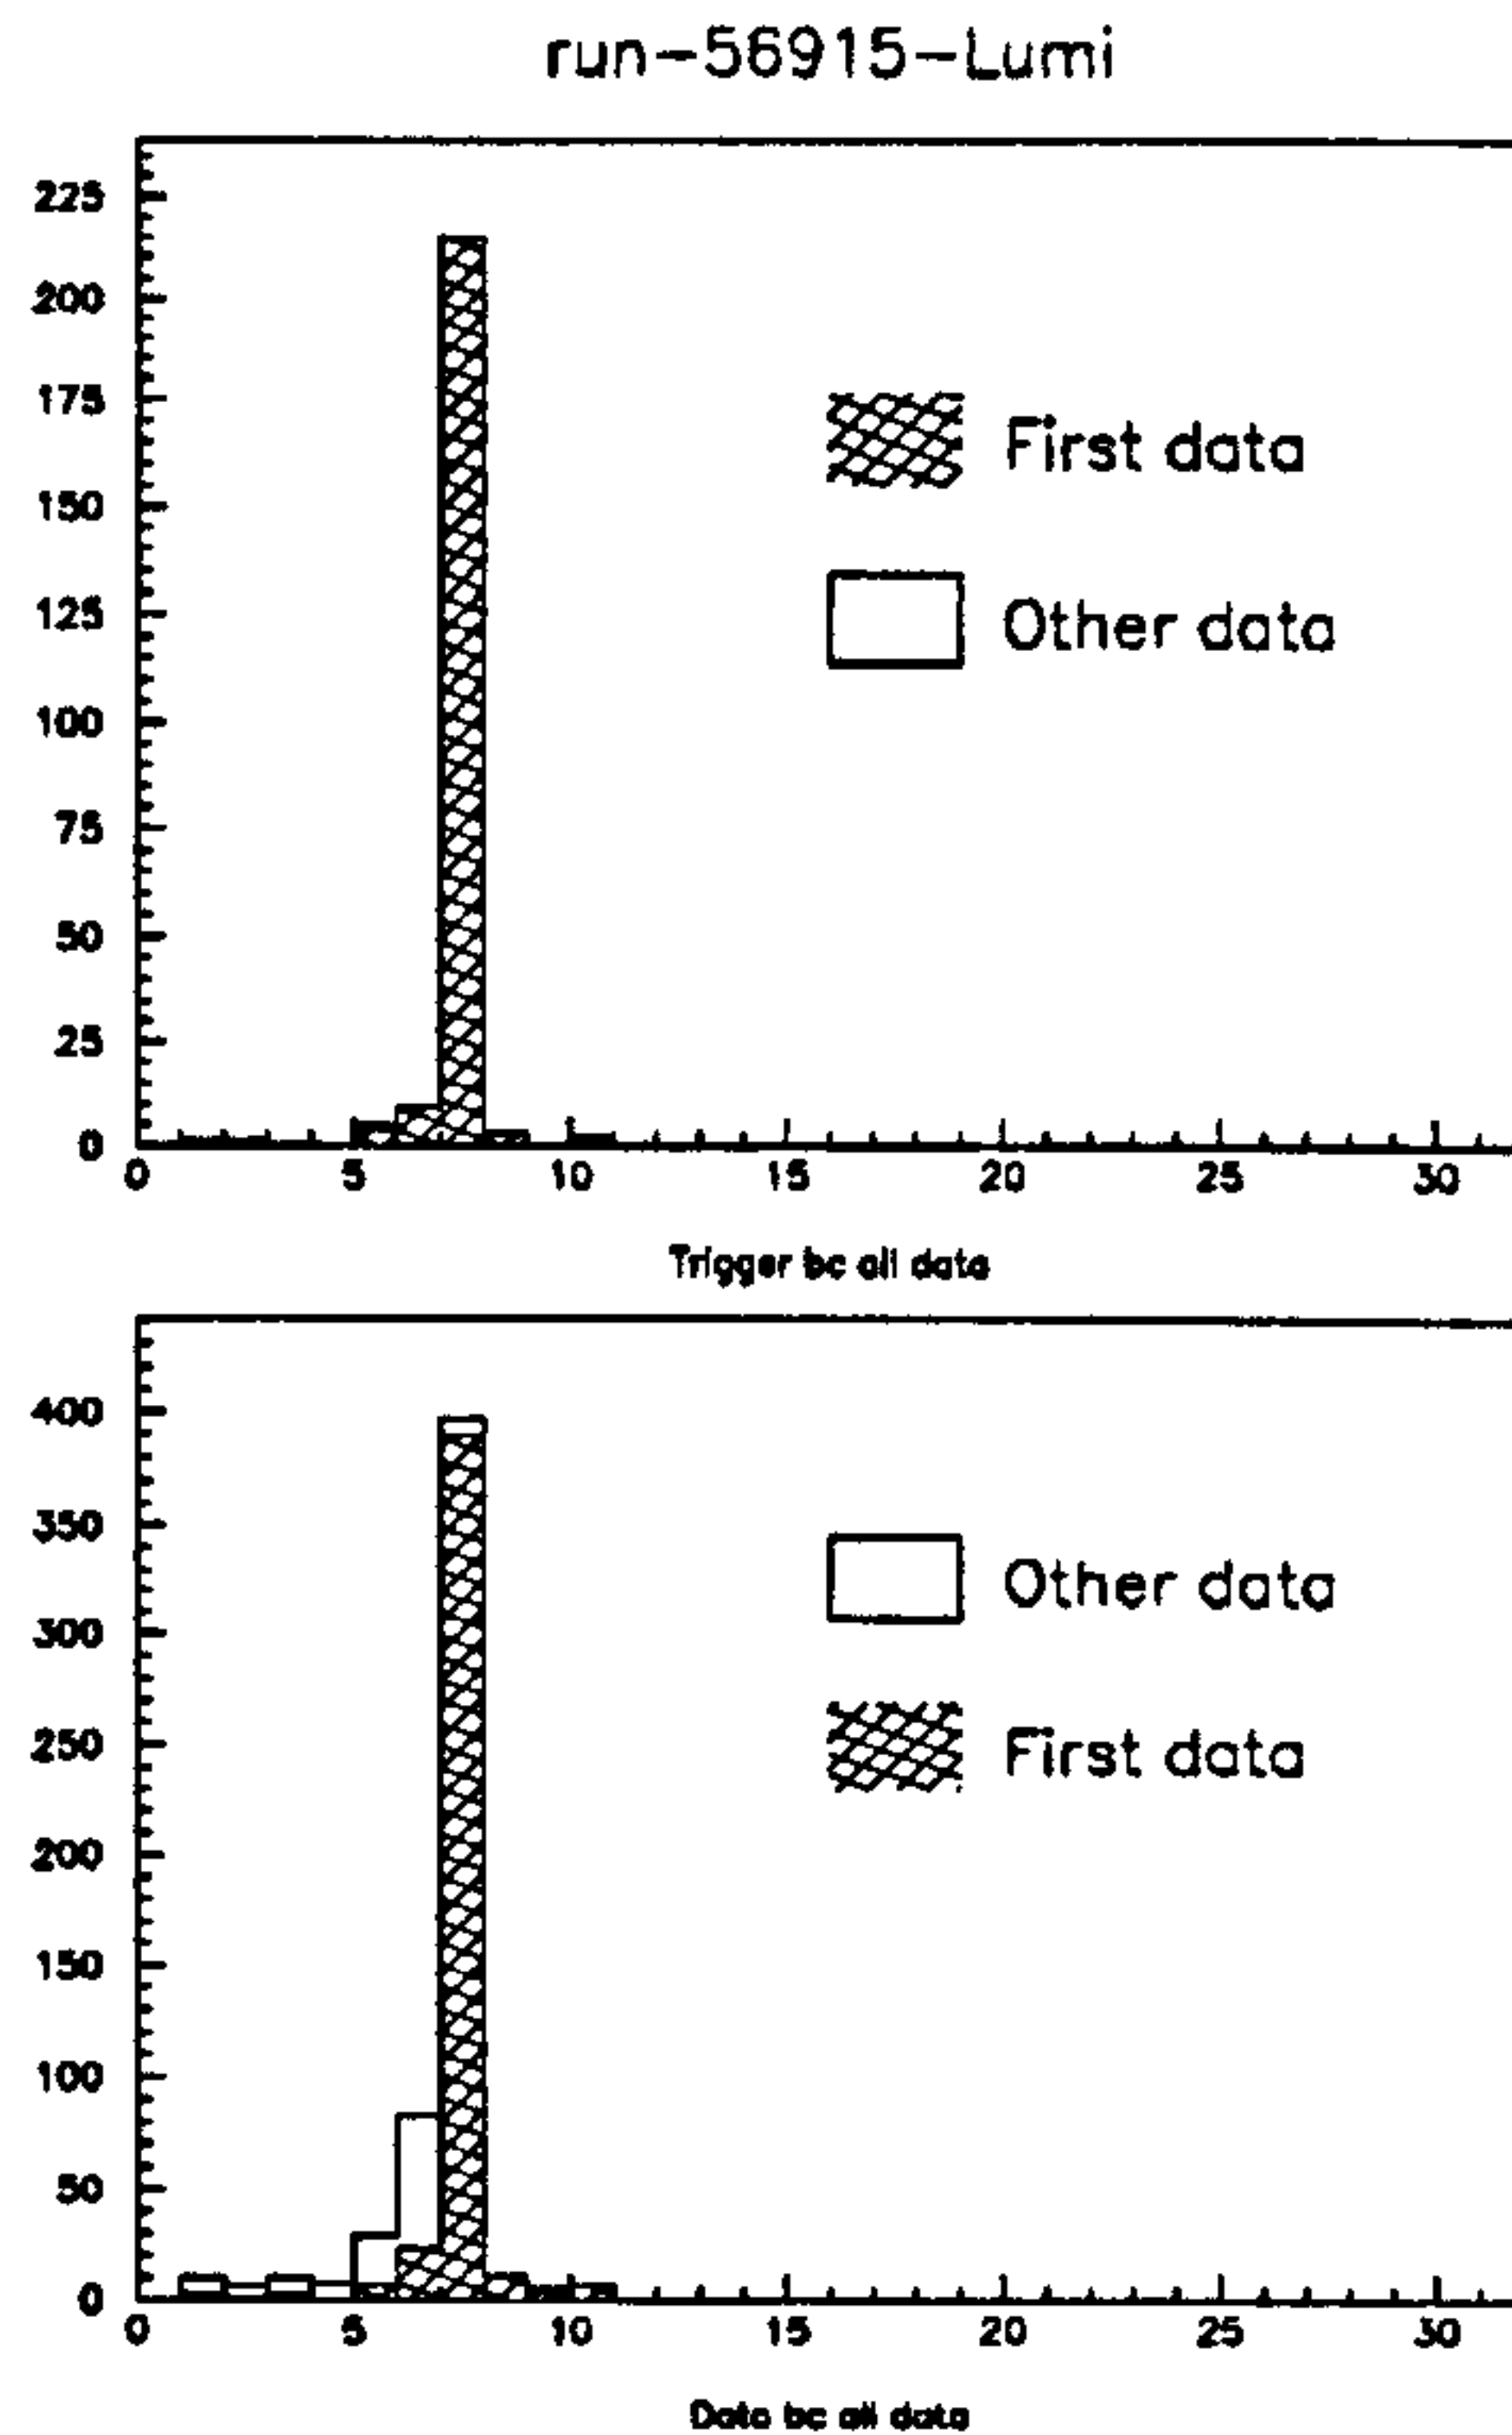 run-56915-Lumi
225
200
175
150
125
100
75
50
25
0
First data
Other data
0 5 10 15 20 25 30
Trigger bc all data
400
350
300
250
200
150
100
50
0
Other data
First data
0 5 10 15 20 25 30
Data bc all data